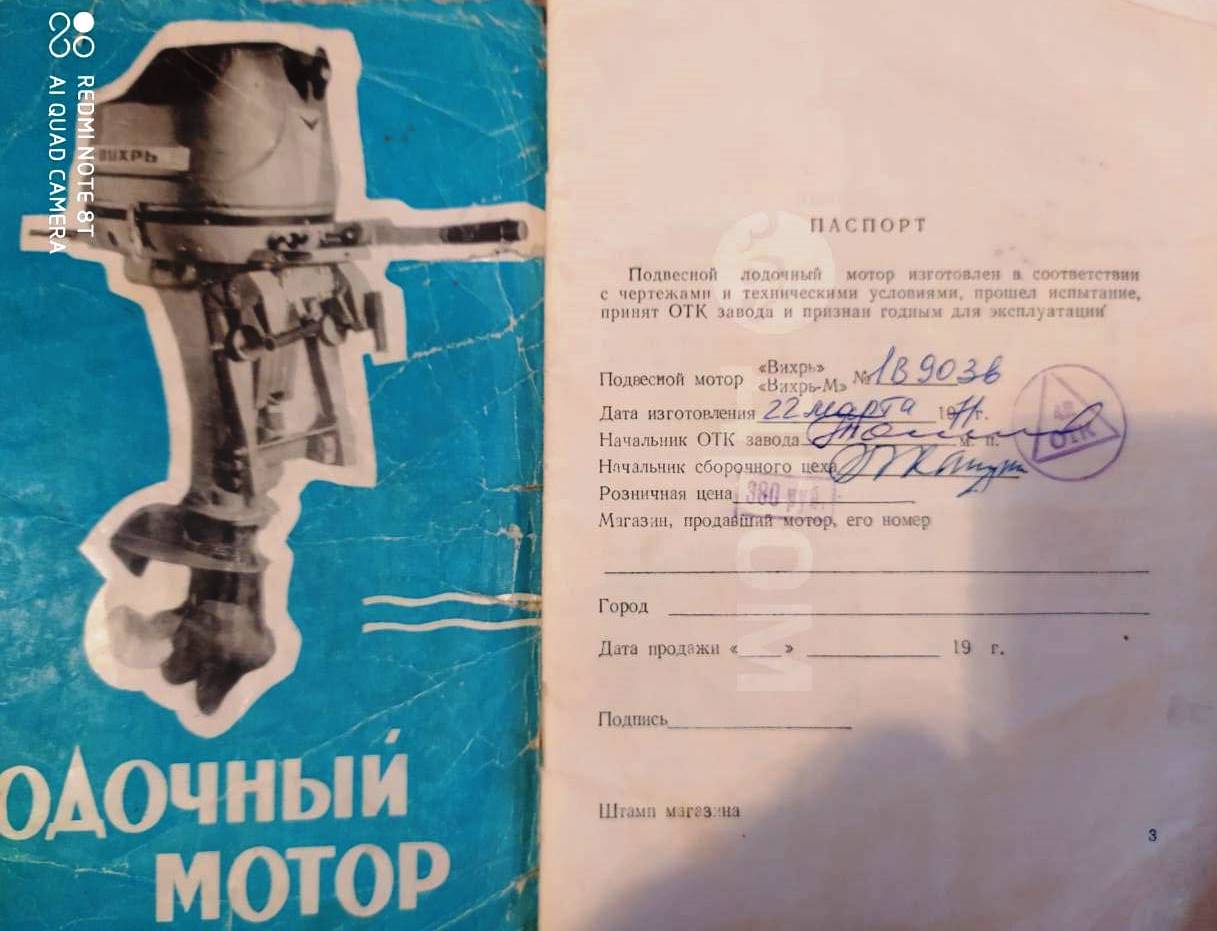 REDMI NOTE 8T
AI QUAD CAMERA
ВИХРЬ
ОДОЧНЫЙ
МОТОР
ПАСПОРТ
Подвесной лодочный мотор изготовлен в соответствии
с чертежами и техническими условиями, прошел испытание,
принят ОТК завода и признан годным для эксплуатации
Подвесной мотор «Вихрь» «Вихрь-М» № 1В9036
Дата изготовления 22 марта 1971г.
Начальник ОТК завода м. п.
ОТК
Начальник сборочного цеха
Розничная цена 380 руб.
Магазин, продавший мотор, его номер
Город
Дата продажи « » 19 г.
Подпись
Штамп магазина
3